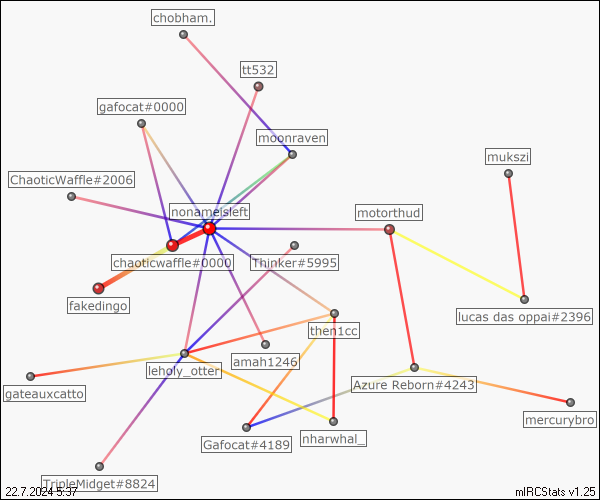 chobham.
tt532
gafocat#0000
moonraven
mukszi
ChaoticWaffle#2006
nonameisleft
motorthud
chaoticwaffle#0000
Thinker#5995
fakedingo
lucas das oppai#2396
then1cc
amah1246
leholy_otter
Azure Reborn#4243
gateauxcatto
mercurybro
Gafocat#4189
nharwhal_
TripleMidget#8824
22.7.2024 5:37
mIRCStats v1.25